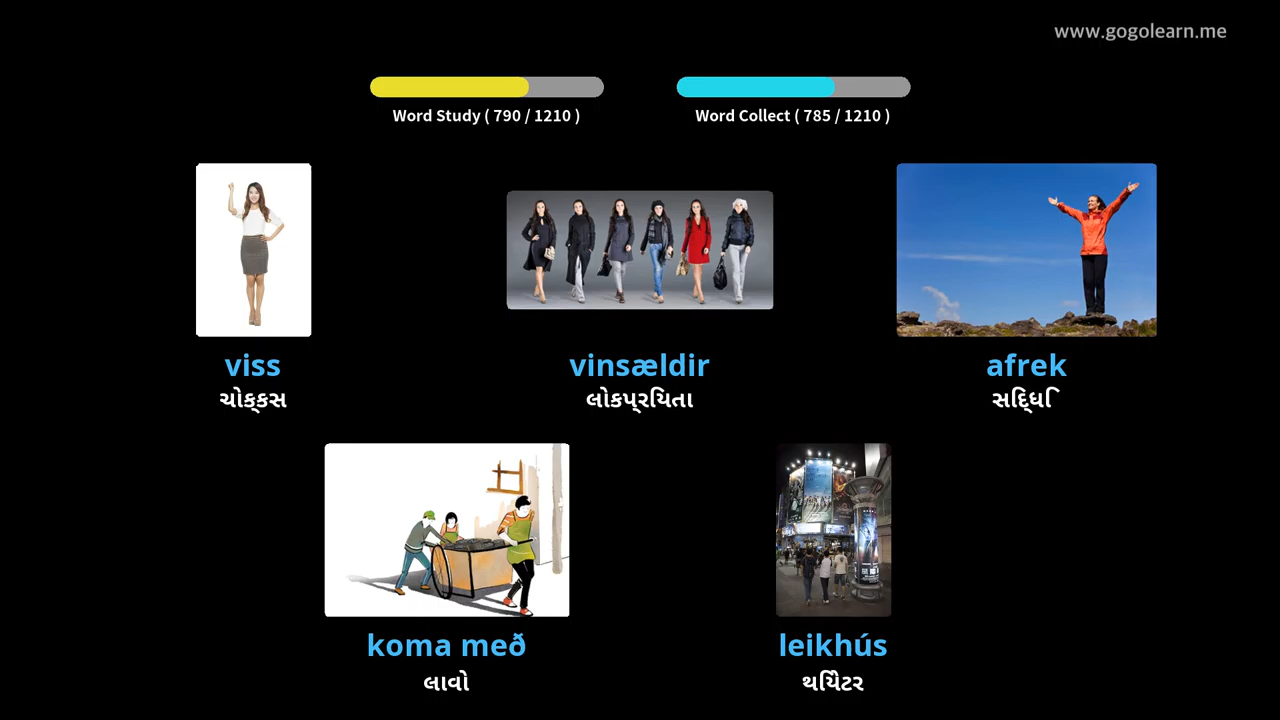 www.gogolearn.me
Word Study ( 790 / 1210 )
Word Collect ( 785 / 1210 )
viss
ચોક્કસ
vinsældir
લોકપ્રિયતા
afrek
સિદ્ધિ
koma með
લાવો
leikhús
થિયેટર